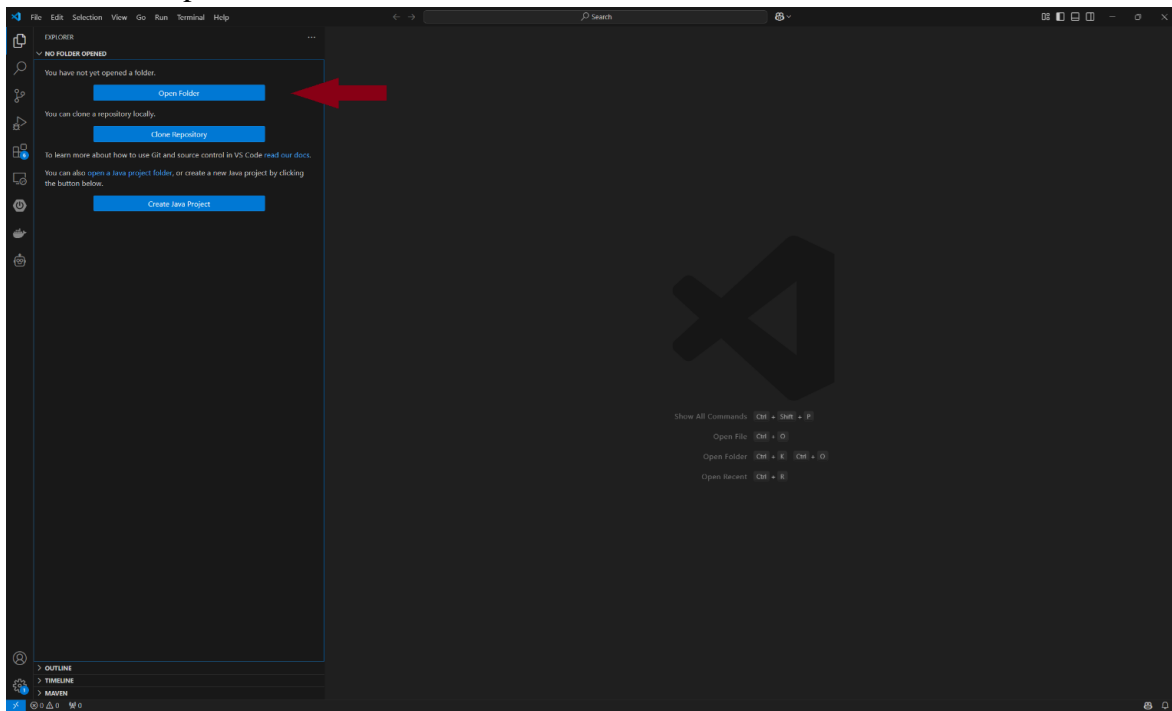 File Edit Selection View Go Run Terminal Help
Search
EXPLORER
NO FOLDER OPENED
You have not yet opened a folder.
Open Folder
You can clone a repository locally.
Clone Repository
To learn more about how to use Git and source control in VS Code read our docs.
You can also open a Java project folder, or create a new Java project by clicking
the button below.
Create Java Project
Show All Commands Ctrl + Shift + P
Open File Ctrl + O
Open Folder Ctrl + K Ctrl + O
Open Recent Ctrl + R
OUTLINE
TIMELINE
MAVEN
0 0 0